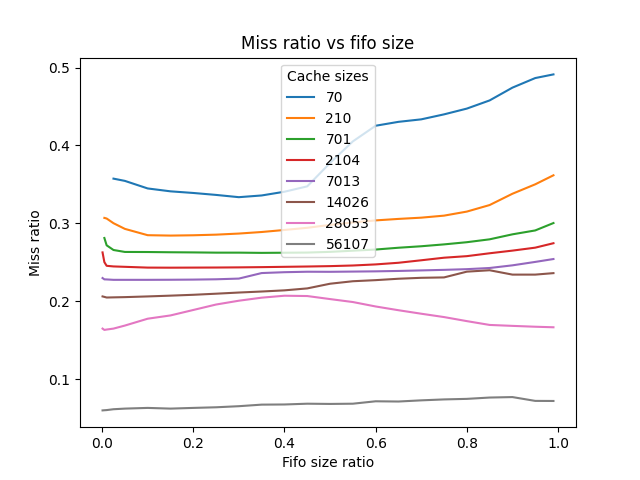 Miss ratio vs fifo size
Cache sizes
70
210
701
2104
7013
14026
28053
56107
0.5
0.4
0.3
0.2
0.1
Miss ratio
0.0 0.2 0.4 0.6 0.8 1.0
Fifo size ratio